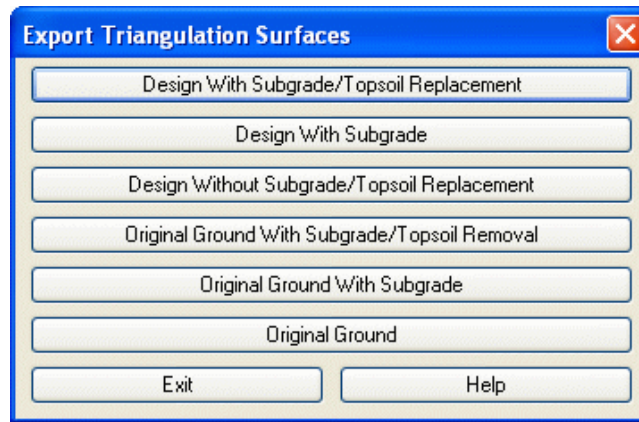 Export Triangulation Surfaces
Design With Subgrade/Topsoil Replacement
Design With Subgrade
Design Without Subgrade/Topsoil Replacement
Original Ground With Subgrade/Topsoil Removal
Original Ground With Subgrade
Original Ground
Exit Help